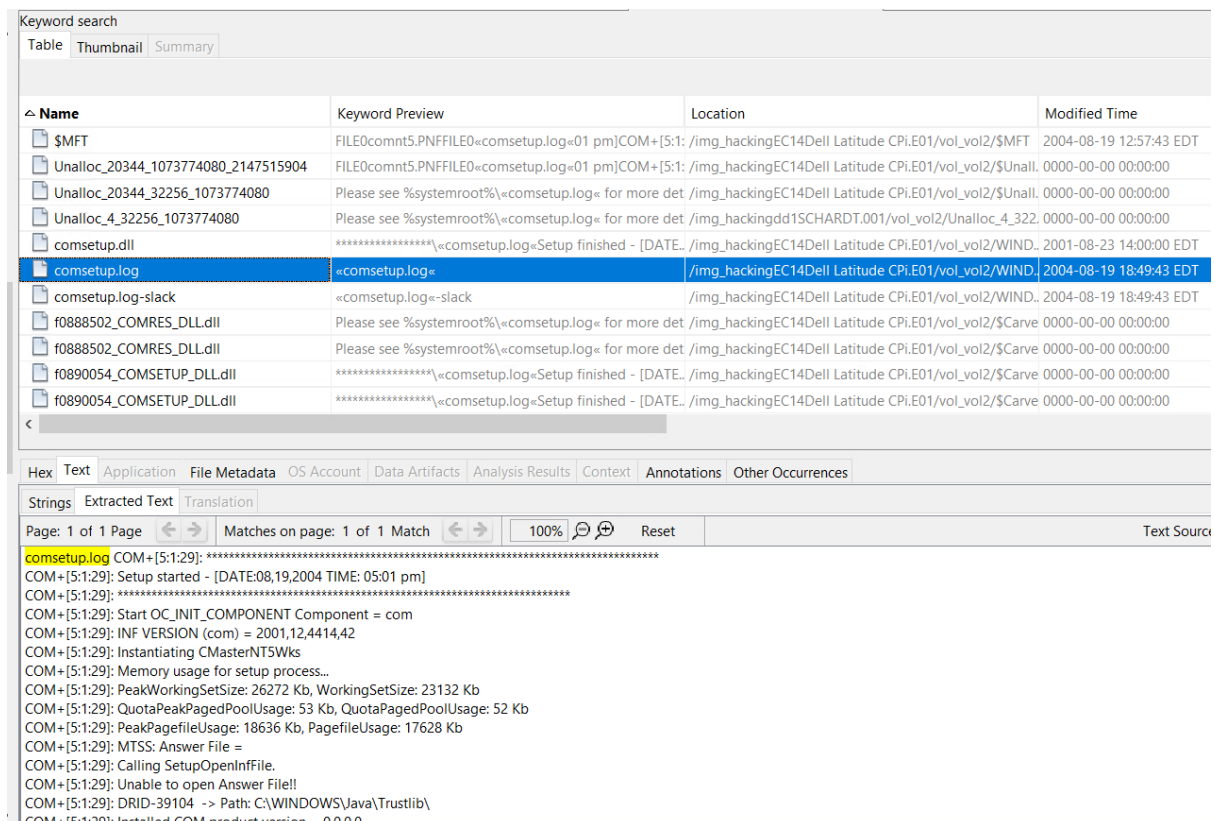 Keyword search
Table Thumbnail Summary
Name Keyword Preview Location Modified Time
$MFT FILE0comnt5.PNFFILE0«comsetup.log«01 pm]COM+[5:1: /img_hackingEC14Dell Latitude CPi.E01/vol_vol2/$MFT 2004-08-19 12:57:43 EDT
Unalloc_20344_1073774080_2147515904 FILE0comnt5.PNFFILE0«comsetup.log«01 pm]COM+[5:1: /img_hackingEC14Dell Latitude CPi.E01/vol_vol2/$Unall. 0000-00-00 00:00:00
Unalloc_20344_32256_1073774080 Please see %systemroot%\«comsetup.log« for more det /img_hackingEC14Dell Latitude CPi.E01/vol_vol2/$Unall. 0000-00-00 00:00:00
Unalloc_4_32256_1073774080 Please see %systemroot%\«comsetup.log« for more det /img_hackingdd1SCHARDT.001/vol_vol2/Unalloc_4_322. 0000-00-00 00:00:00
comsetup.dll *****************\«comsetup.log«Setup finished - [DATE.. /img_hackingEC14Dell Latitude CPi.E01/vol_vol2/WIND.. 2001-08-23 14:00:00 EDT
comsetup.log «comsetup.log« /img_hackingEC14Dell Latitude CPi.E01/vol_vol2/WIND.. 2004-08-19 18:49:43 EDT
comsetup.log-slack «comsetup.log«-slack /img_hackingEC14Dell Latitude CPi.E01/vol_vol2/WIND.. 2004-08-19 18:49:43 EDT
f0888502_COMRES_DLL.dll Please see %systemroot%\«comsetup.log« for more det /img_hackingEC14Dell Latitude CPi.E01/vol_vol2/$Carve 0000-00-00 00:00:00
f0888502_COMRES_DLL.dll Please see %systemroot%\«comsetup.log« for more det /img_hackingEC14Dell Latitude CPi.E01/vol_vol2/$Carve 0000-00-00 00:00:00
f0890054_COMSETUP_DLL.dll *****************\«comsetup.log«Setup finished - [DATE.. /img_hackingEC14Dell Latitude CPi.E01/vol_vol2/$Carve 0000-00-00 00:00:00
f0890054_COMSETUP_DLL.dll *****************\«comsetup.log«Setup finished - [DATE.. /img_hackingEC14Dell Latitude CPi.E01/vol_vol2/$Carve 0000-00-00 00:00:00
Hex Text Application File Metadata OS Account Data Artifacts Analysis Results Context Annotations Other Occurrences
Strings Extracted Text Translation
Page: 1 of 1 Page Matches on page: 1 of 1 Match 100% Reset Text Source
comsetup.log COM+[5:1:29]: ********************************************************************************
COM+[5:1:29]: Setup started - [DATE:08,19,2004 TIME: 05:01 pm]
COM+[5:1:29]: ********************************************************************************
COM+[5:1:29]: Start OC_INIT_COMPONENT Component = com
COM+[5:1:29]: INF VERSION (com) = 2001,12,4414,42
COM+[5:1:29]: Instantiating CMasterNT5Wks
COM+[5:1:29]: Memory usage for setup process...
COM+[5:1:29]: PeakWorkingSetSize: 26272 Kb, WorkingSetSize: 23132 Kb
COM+[5:1:29]: QuotaPeakPagedPoolUsage: 53 Kb, QuotaPagedPoolUsage: 52 Kb
COM+[5:1:29]: PeakPagefileUsage: 18636 Kb, PagefileUsage: 17628 Kb
COM+[5:1:29]: MTSS: Answer File =
COM+[5:1:29]: Calling SetupOpenInfFile.
COM+[5:1:29]: Unable to open Answer File!!
COM+[5:1:29]: DRID-39104 -> Path: C:\WINDOWS\Java\Trustlib\